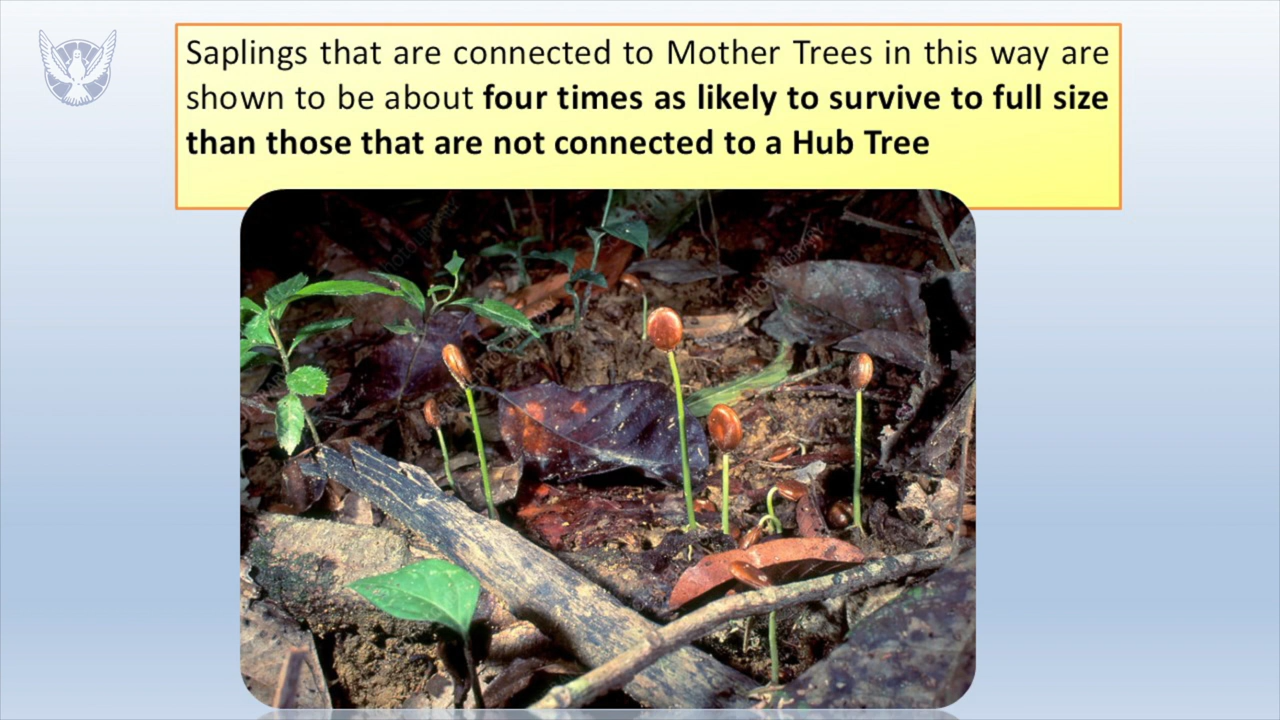 Saplings that are connected to Mother Trees in this way are
shown to be about four times as likely to survive to full size
than those that are not connected to a Hub Tree